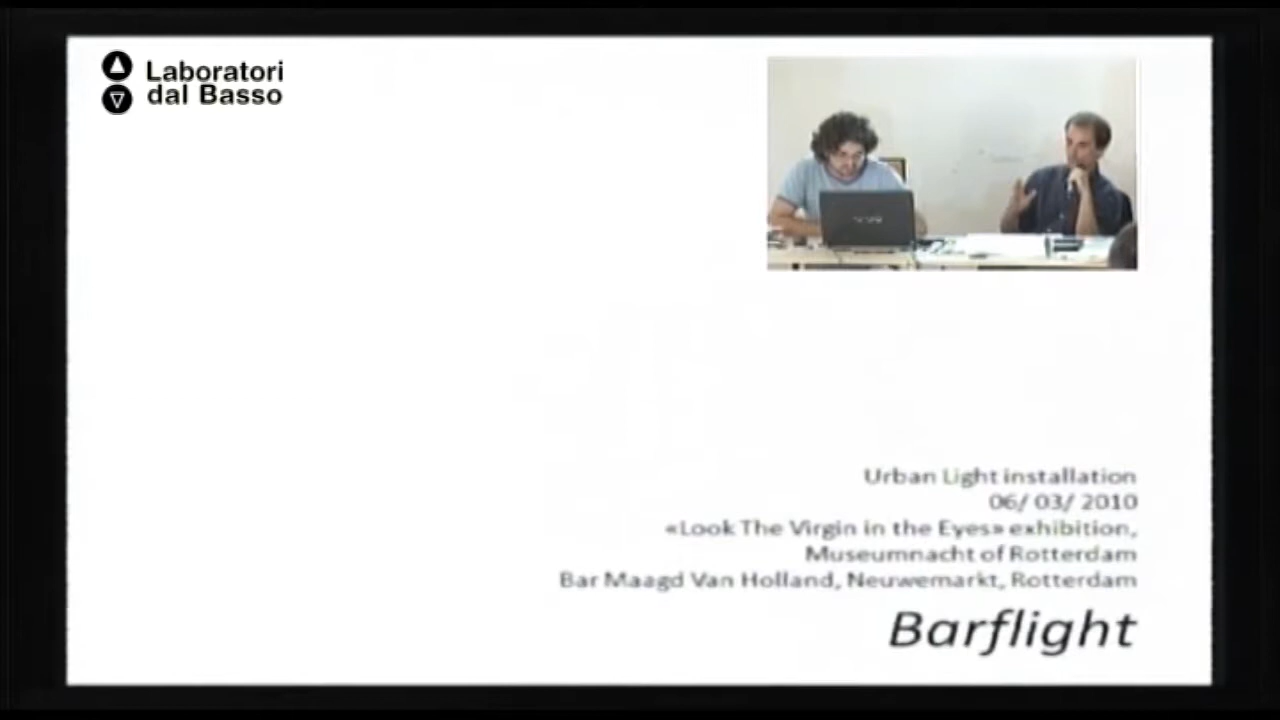 Laboratori
dal Basso
Urban Light installation
06/ 03/ 2010
«Look The Virgin in the Eyes» exhibition,
Museumnacht of Rotterdam
Bar Maagd Van Holland, Neuwemarkt, Rotterdam
Barflight